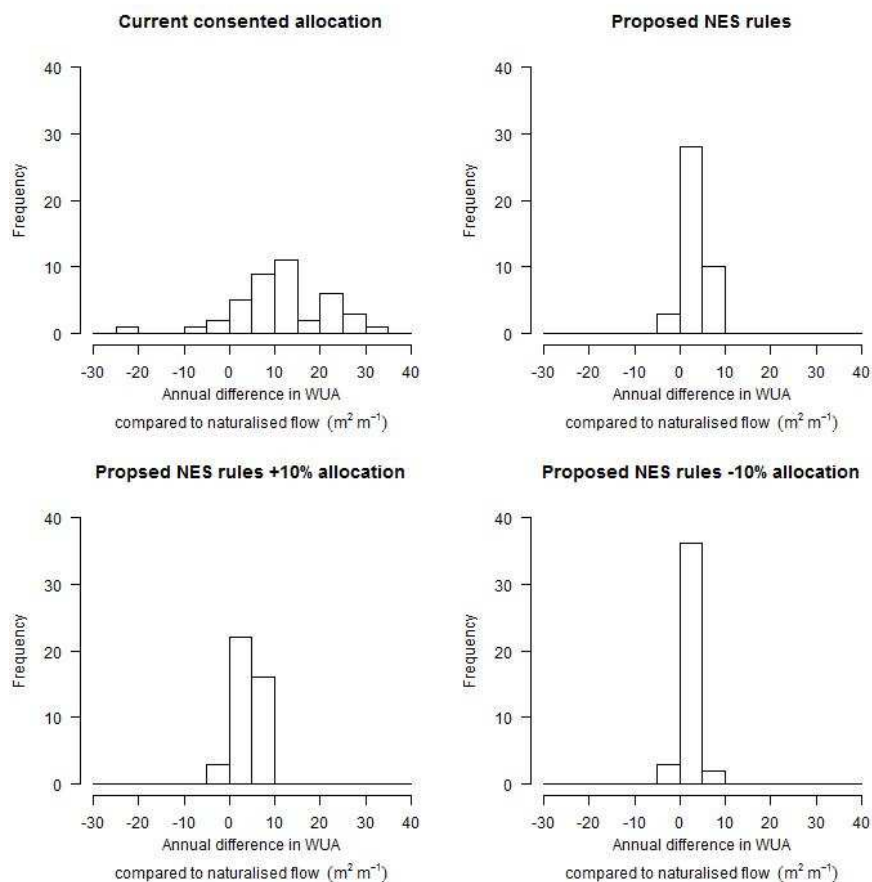 Current consented allocation
40
30
20
10
0
Frequency
-30 -20 -10 0 10 20 30 40
Annual difference in WUA
compared to naturalised flow (m² m⁻¹)
Proposed NES rules
40
30
20
10
0
Frequency
-30 -20 -10 0 10 20 30 40
Annual difference in WUA
compared to naturalised flow (m² m⁻¹)
Propsed NES rules +10% allocation
40
30
20
10
0
Frequency
-30 -20 -10 0 10 20 30 40
Annual difference in WUA
compared to naturalised flow (m² m⁻¹)
Proposed NES rules -10% allocation
40
30
20
10
0
Frequency
-30 -20 -10 0 10 20 30 40
Annual difference in WUA
compared to naturalised flow (m² m⁻¹)